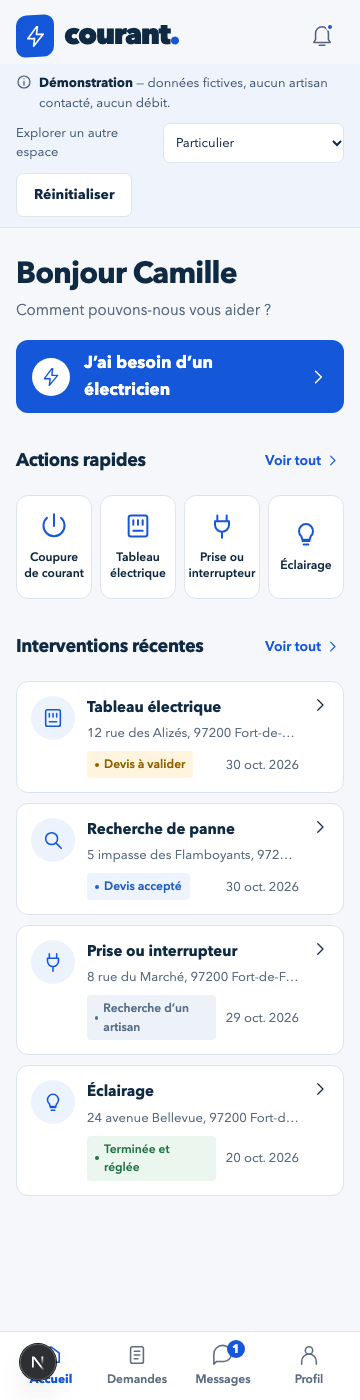 courant.
Démonstration — données fictives, aucun artisan
contacté, aucun débit.
Explorer un autre
espace
Particulier
Réinitialiser
Bonjour Camille
Comment pouvons-nous vous aider ?
J’ai besoin d’un
électricien
Actions rapides
Voir tout
Coupure
de courant
Tableau
électrique
Prise ou
interrupteur
Éclairage
Interventions récentes
Voir tout
Tableau électrique
12 rue des Alizés, 97200 Fort-de-…
Devis à valider
30 oct. 2026
Recherche de panne
5 impasse des Flamboyants, 972…
Devis accepté
30 oct. 2026
Prise ou interrupteur
8 rue du Marché, 97200 Fort-de-F…
Recherche d’un
artisan
29 oct. 2026
Éclairage
24 avenue Bellevue, 97200 Fort-d…
Terminée et
réglée
20 oct. 2026
N
1
Accueil
Demandes
Messages
Profil